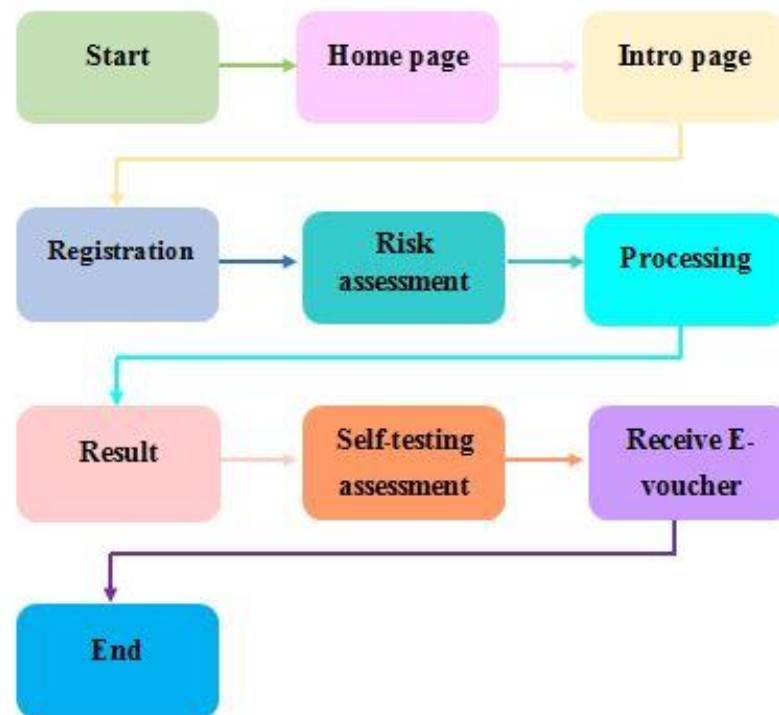 Start
Home page
Intro page
Registration
Risk
assessment
Processing
Result
Self-testing
assessment
Receive E-
voucher
End